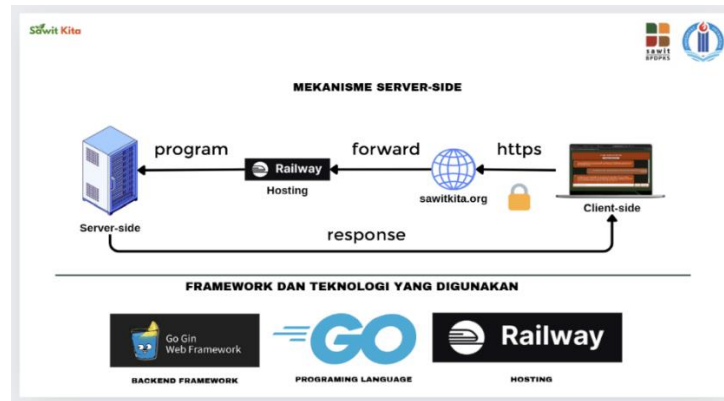 Sawit Kita
sawit
BPDPKS
MEKANISME SERVER-SIDE
program
forward
https
Railway
Hosting
sawitkita.org
Server-side
Client-side
response
FRAMEWORK DAN TEKNOLOGI YANG DIGUNAKAN
Go Gin
Web Framework
GO
Railway
BACKEND FRAMEWORK
PROGRAMING LANGUAGE
HOSTING